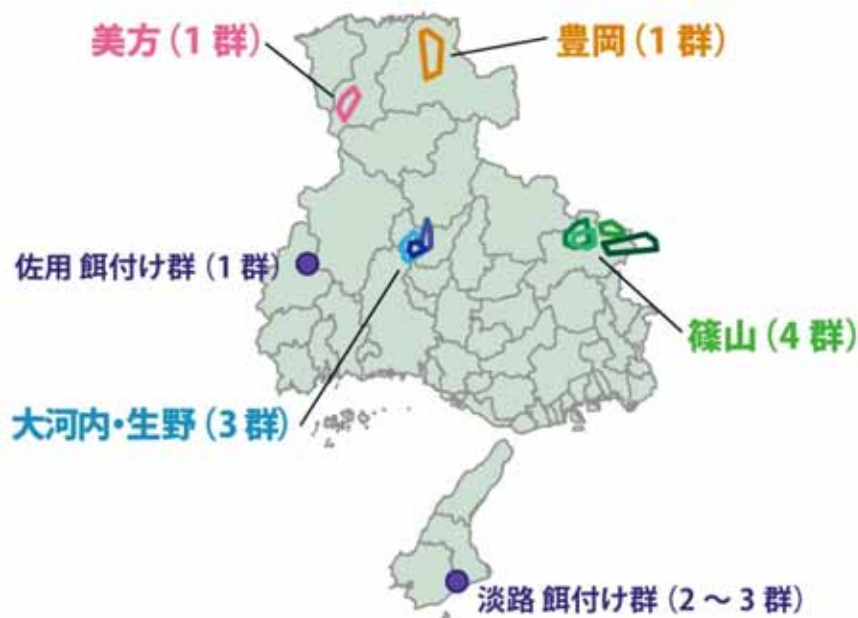 美方（1 群）
豊岡（1 群）
佐用 餌付け群（1 群）
篠山（4 群）
大河内・生野（3 群）
淡路 餌付け群（2 〜 3 群）